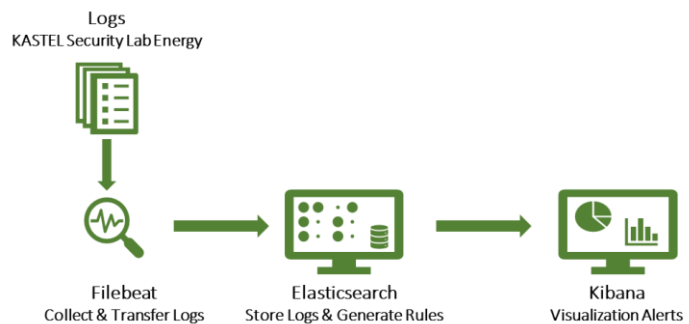 Logs
KASTEL Security Lab Energy
Filebeat
Collect & Transfer Logs
Elasticsearch
Store Logs & Generate Rules
Kibana
Visualization Alerts